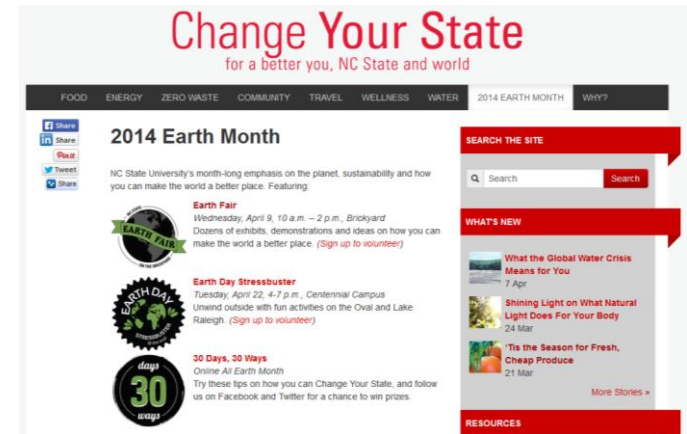 Change Your State
for a better you, NC State and world
FOOD ENERGY ZERO WASTE COMMUNITY TRAVEL WELLNESS WATER 2014 EARTH MONTH WHY?
Share
Share
Pin it
Tweet
Share
2014 Earth Month
NC State University's month-long emphasis on the planet, sustainability and how
you can make the world a better place. Featuring:
EARTH FAIR
Earth Fair
Wednesday, April 9, 10 a.m. – 2 p.m., Brickyard
Dozens of exhibits, demonstrations and ideas on how you can
make the world a better place. (Sign up to volunteer)
EARTH DAY
STRESSBUSTER
Earth Day Stressbuster
Tuesday, April 22, 4-7 p.m., Centennial Campus
Unwind outside with fun activities on the Oval and Lake
Raleigh. (Sign up to volunteer)
days
30
ways
30 Days, 30 Ways
Online All Earth Month
Try these tips on how you can Change Your State, and follow
us on Facebook and Twitter for a chance to win prizes.
SEARCH THE SITE
Search Search
WHAT'S NEW
What the Global Water Crisis
Means for You
7 Apr
Shining Light on What Natural
Light Does For Your Body
24 Mar
'Tis the Season for Fresh,
Cheap Produce
21 Mar
More Stories »
RESOURCES